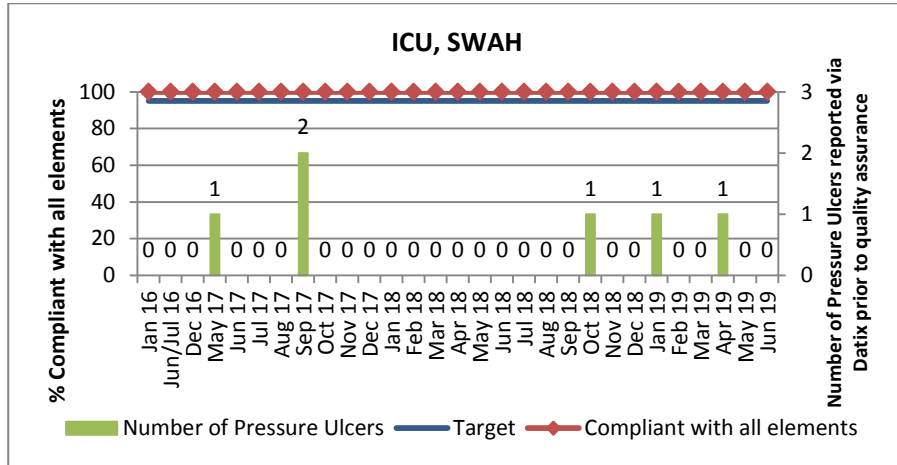 ICU, SWAH
% Compliant with all elements
100
80
60
40
20
0
0 0 0 1 0 0 0 2 0 0 0 0 0 0 0 0 0 0 0 0 1 0 0 1 0 0 1 0 0
3
2
1
0
Number of Pressure Ulcers reported via
Datix prior to quality assurance
Jan 16
Jun/Jul 16
Dec 16
May 17
Jun 17
Jul 17
Aug 17
Sep 17
Oct 17
Nov 17
Dec 17
Jan 18
Feb 18
Mar 18
Apr 18
May 18
Jun 18
Jul 18
Aug 18
Sep 18
Oct 18
Nov 18
Dec 18
Jan 19
Feb 19
Mar 19
Apr 19
May 19
Jun 19
Number of Pressure Ulcers
Target
Compliant with all elements